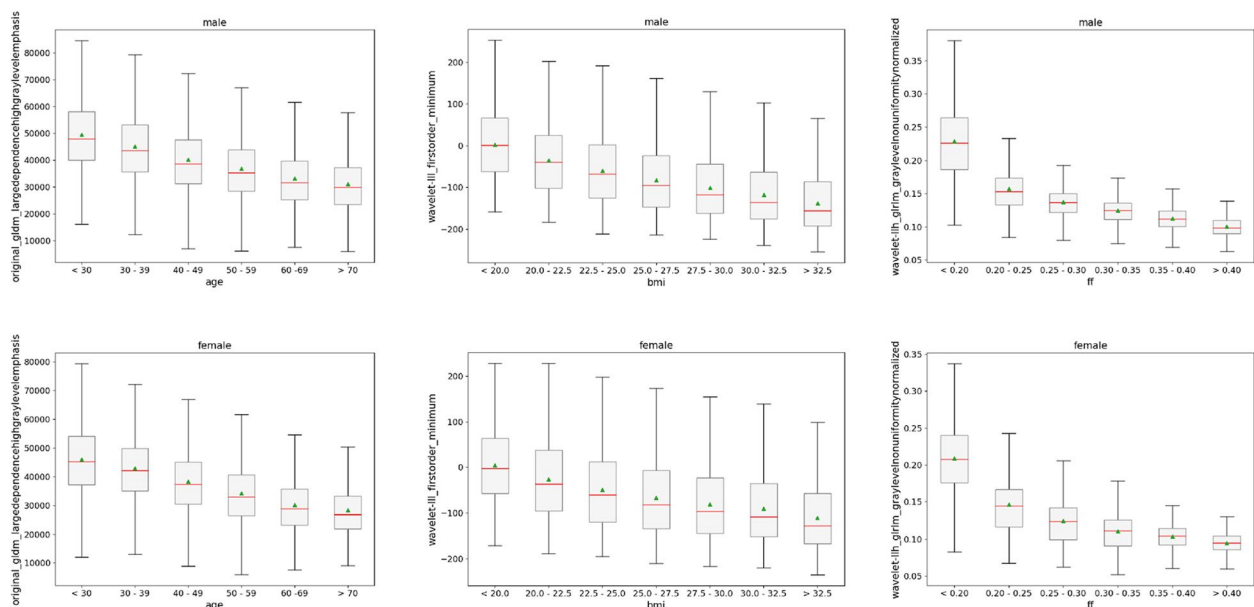 male
original_gldm_largedependencehighgraylevelemphasis
80000
70000
60000
50000
40000
30000
20000
10000
< 30 30 - 39 40 - 49 50 - 59 60 -69 > 70
age
male
wavelet-lll_firstorder_minimum
200
100
0
−100
−200
< 20.0 20.0 - 22.5 22.5 - 25.0 25.0 - 27.5 27.5 - 30.0 30.0 - 32.5 > 32.5
bmi
male
wavelet-llh_glrlm_graylevelnonuniformitynormalized
0.35
0.30
0.25
0.20
0.15
0.10
0.05
< 0.20 0.20 - 0.25 0.25 - 0.30 0.30 - 0.35 0.35 - 0.40 > 0.40
ff
female
original_gldm_largedependencehighgraylevelemphasis
80000
70000
60000
50000
40000
30000
20000
10000
< 30 30 - 39 40 - 49 50 - 59 60 -69 > 70
age
female
wavelet-lll_firstorder_minimum
200
100
0
−100
−200
< 20.0 20.0 - 22.5 22.5 - 25.0 25.0 - 27.5 27.5 - 30.0 30.0 - 32.5 > 32.5
bmi
female
wavelet-llh_glrlm_graylevelnonuniformitynormalized
0.35
0.30
0.25
0.20
0.15
0.10
0.05
< 0.20 0.20 - 0.25 0.25 - 0.30 0.30 - 0.35 0.35 - 0.40 > 0.40
ff